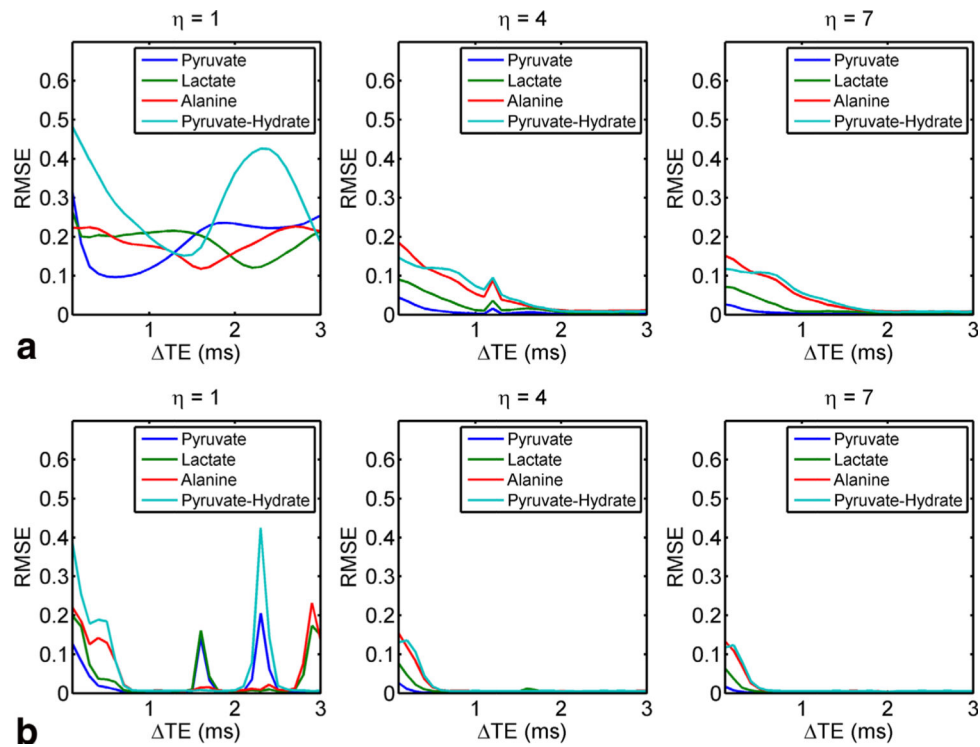 η = 1
η = 4
η = 7
RMSE
0.6
0.5
0.4
0.3
0.2
0.1
0
Pyruvate
Lactate
Alanine
Pyruvate-Hydrate
1
2
3
ΔTE (ms)
RMSE
0.6
0.5
0.4
0.3
0.2
0.1
0
Pyruvate
Lactate
Alanine
Pyruvate-Hydrate
1
2
3
ΔTE (ms)
RMSE
0.6
0.5
0.4
0.3
0.2
0.1
0
Pyruvate
Lactate
Alanine
Pyruvate-Hydrate
1
2
3
ΔTE (ms)
a
η = 1
η = 4
η = 7
RMSE
0.6
0.5
0.4
0.3
0.2
0.1
0
Pyruvate
Lactate
Alanine
Pyruvate-Hydrate
1
2
3
ΔTE (ms)
RMSE
0.6
0.5
0.4
0.3
0.2
0.1
0
Pyruvate
Lactate
Alanine
Pyruvate-Hydrate
1
2
3
ΔTE (ms)
RMSE
0.6
0.5
0.4
0.3
0.2
0.1
0
Pyruvate
Lactate
Alanine
Pyruvate-Hydrate
1
2
3
ΔTE (ms)
b